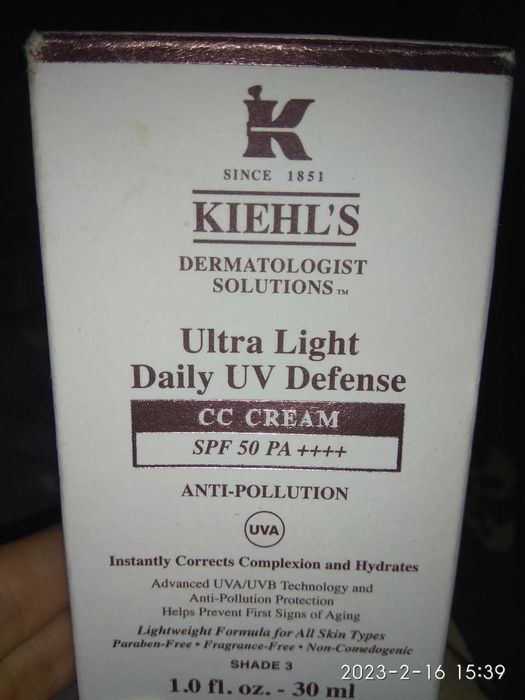 K
SINCE 1851
KIEHL'S
DERMATOLOGIST
SOLUTIONS™
Ultra Light
Daily UV Defense
CC CREAM
SPF 50 PA ++++
ANTI-POLLUTION
UVA
Instantly Corrects Complexion and Hydrates
Advanced UVA/UVB Technology and
Anti-Pollution Protection
Helps Prevent First Signs of Aging
Lightweight Formula for All Skin Types
Paraben-Free • Fragrance-Free • Non-Comedogenic
SHADE 3
1.0 fl. oz. - 30 ml
2023-2-16 15:39